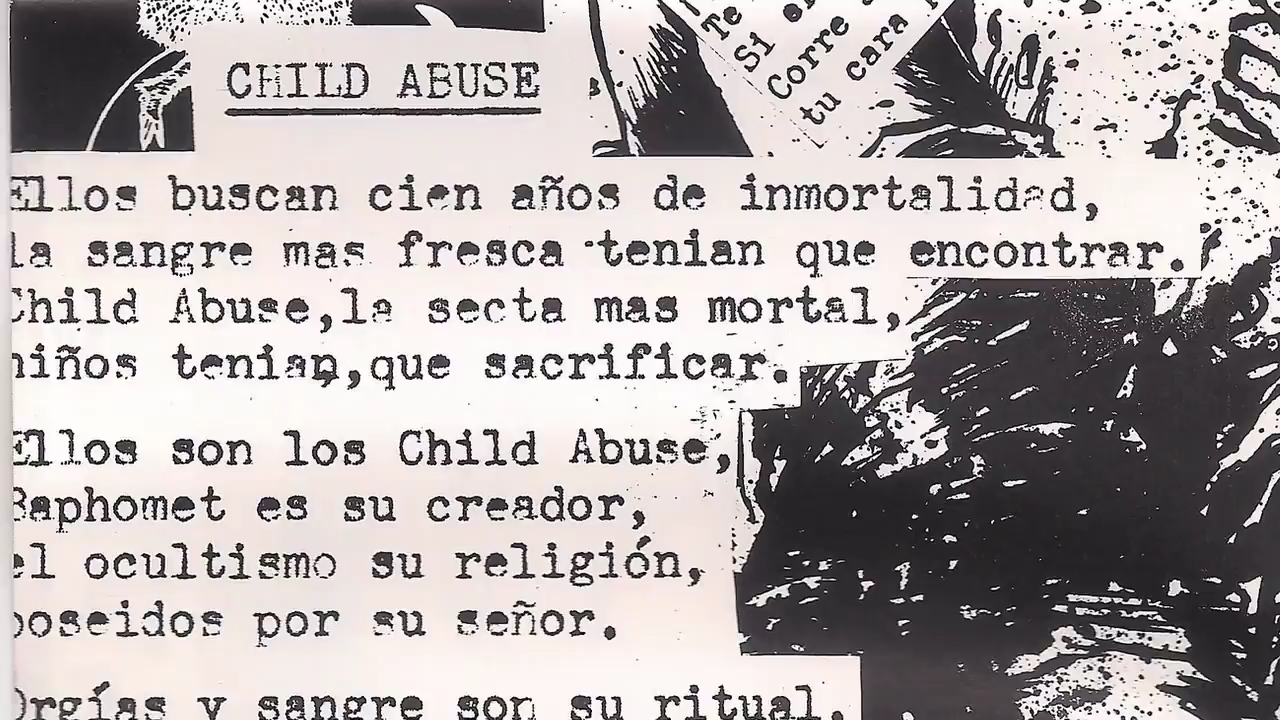 CHILD ABUSE
Te
Si
Corre
tu cara
Ellos buscan cien años de inmortalidad,
la sangre mas fresca tenian que encontrar.
Child Abuse,la secta mas mortal,
niños tenian,que sacrificar.
Ellos son los Child Abuse,
Baphomet es su creador,
el ocultismo su religión,
poseidos por su señor.
Orgías y sangre son su ritual.